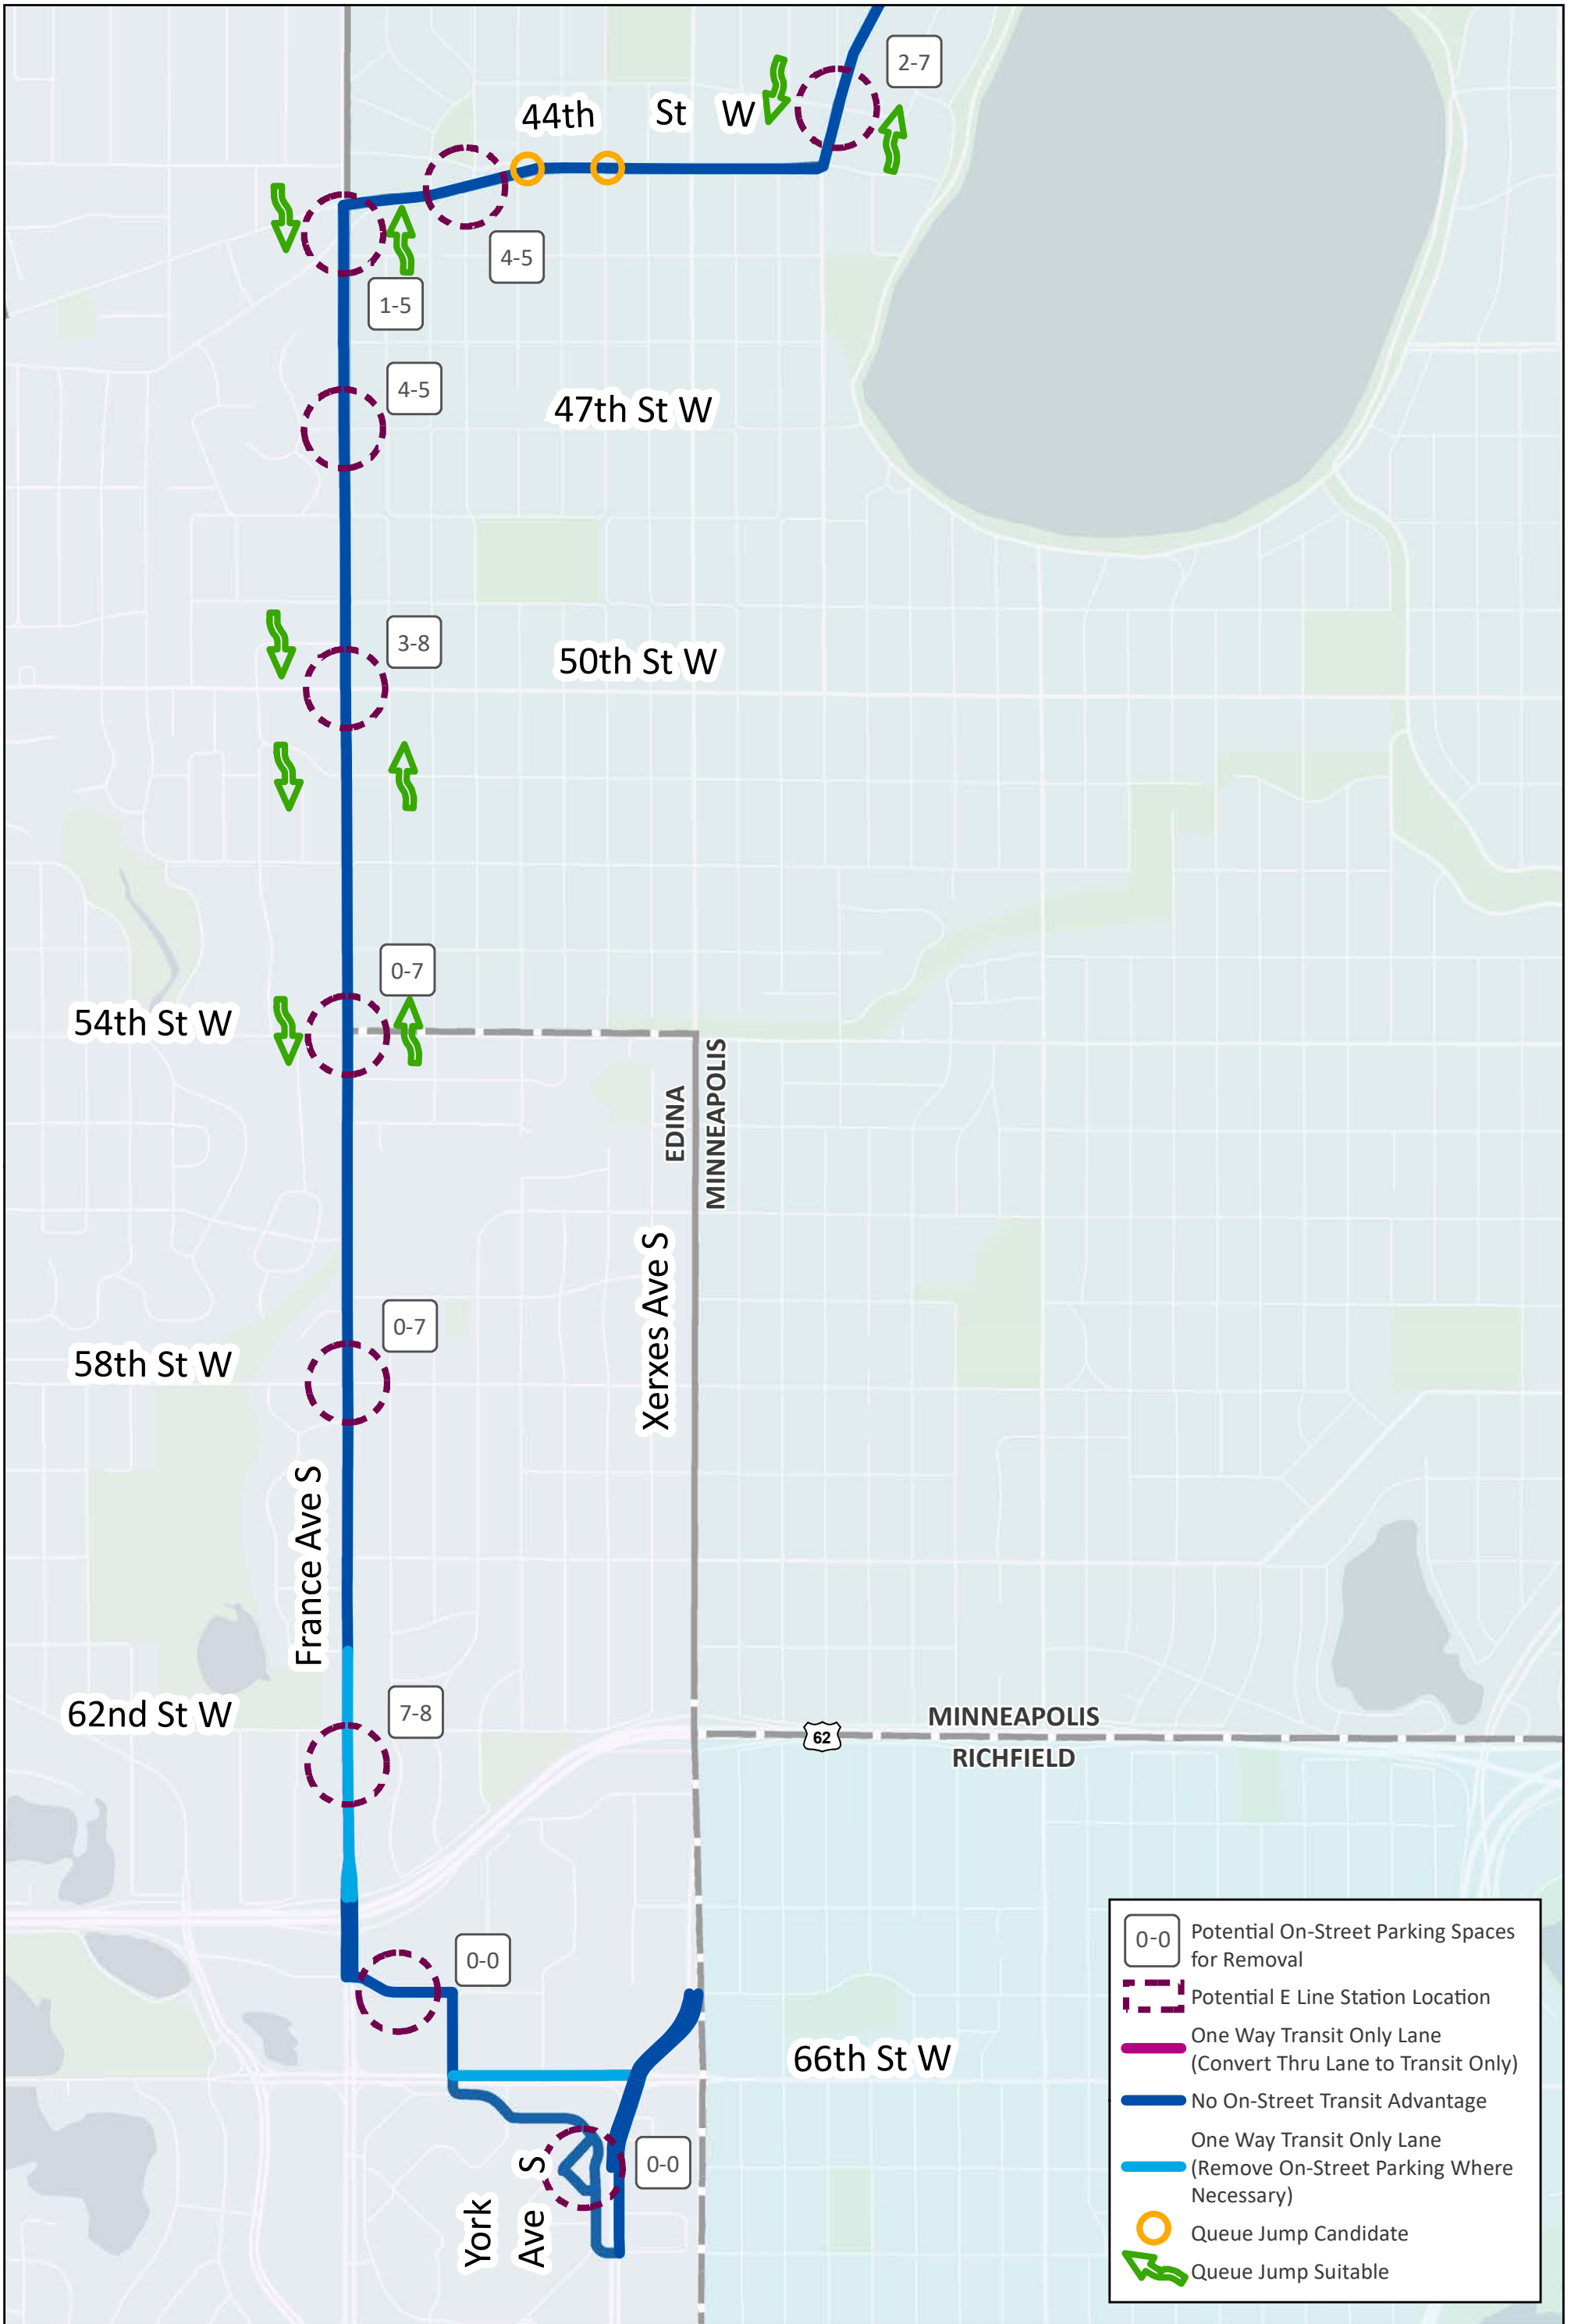 2-7
44th St W
4-5
1-5
4-5
47th St W
3-8
50th St W
0-7
54th St W
EDINA
MINNEAPOLIS
Xerxes Ave S
0-7
58th St W
France Ave S
62nd St W
7-8
MINNEAPOLIS
62
RICHFIELD
0-0
66th St W
0-0
York
Ave S
0-0 Potential On-Street Parking Spaces
for Removal
Potential E Line Station Location
One Way Transit Only Lane
(Convert Thru Lane to Transit Only)
No On-Street Transit Advantage
One Way Transit Only Lane
(Remove On-Street Parking Where
Necessary)
Queue Jump Candidate
Queue Jump Suitable